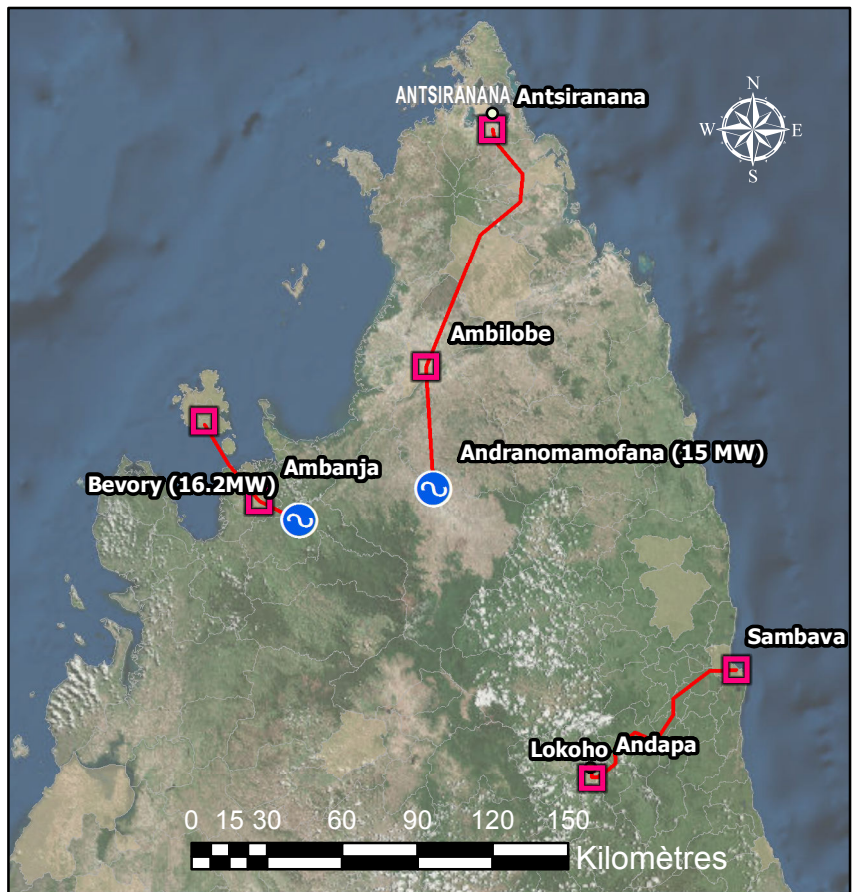 ANTSIRANANA
Antsiranana
N
W
E
S
Ambilobe
Andranomamofana (15 MW)
Ambanja
Bevory (16.2MW)
Sambava
Lokoho
Andapa
0 15 30 60 90 120 150
Kilomètres